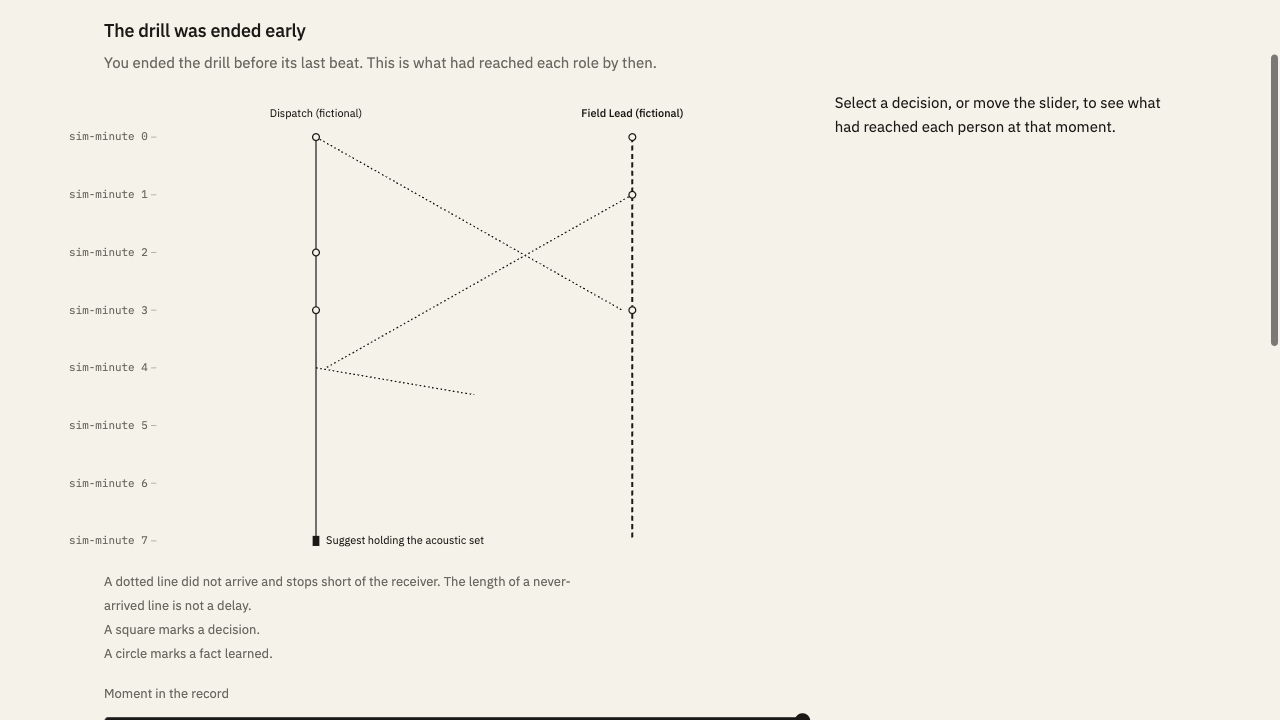 The drill was ended early
You ended the drill before its last beat. This is what had reached each role by then.
Dispatch (fictional)
Field Lead (fictional)
Select a decision, or move the slider, to see what
had reached each person at that moment.
sim-minute 0
sim-minute 1
sim-minute 2
sim-minute 3
sim-minute 4
sim-minute 5
sim-minute 6
sim-minute 7
Suggest holding the acoustic set
A dotted line did not arrive and stops short of the receiver. The length of a never-
arrived line is not a delay.
A square marks a decision.
A circle marks a fact learned.
Moment in the record